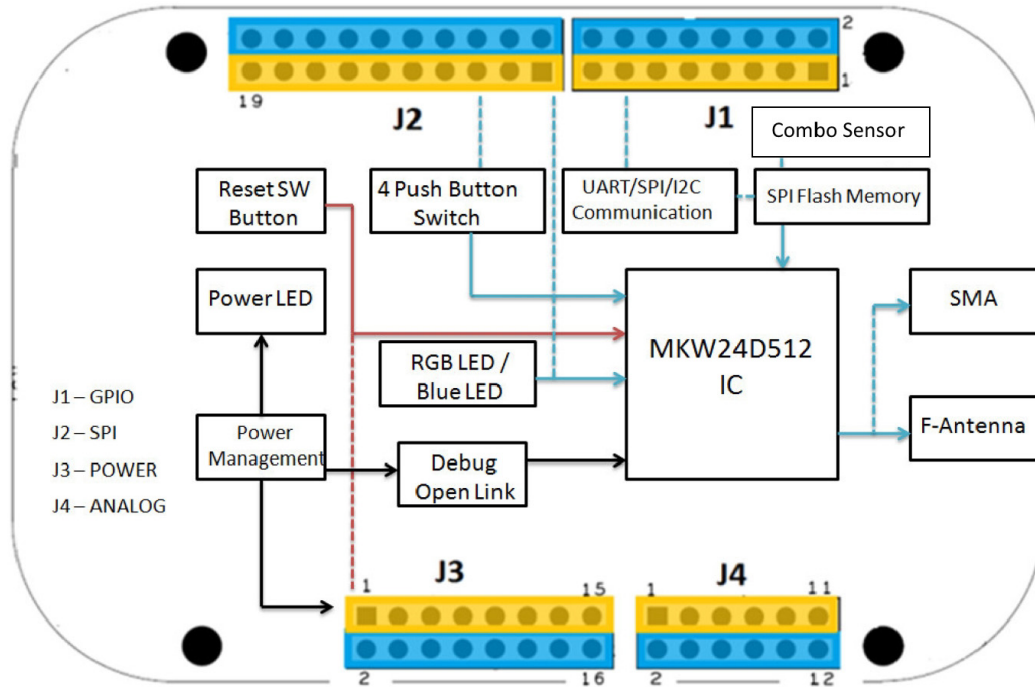 2
19
1
J2
J1
Combo Sensor
Reset SW
Button
4 Push Button
Switch
UART/SPI/I2C
Communication
SPI Flash Memory
Power LED
SMA
MKW24D512
IC
RGB LED /
Blue LED
J1 – GPIO
J2 – SPI
J3 – POWER
J4 – ANALOG
Power
Management
Debug
Open Link
F-Antenna
J3
J4
1
15
1
11
2
16
2
12